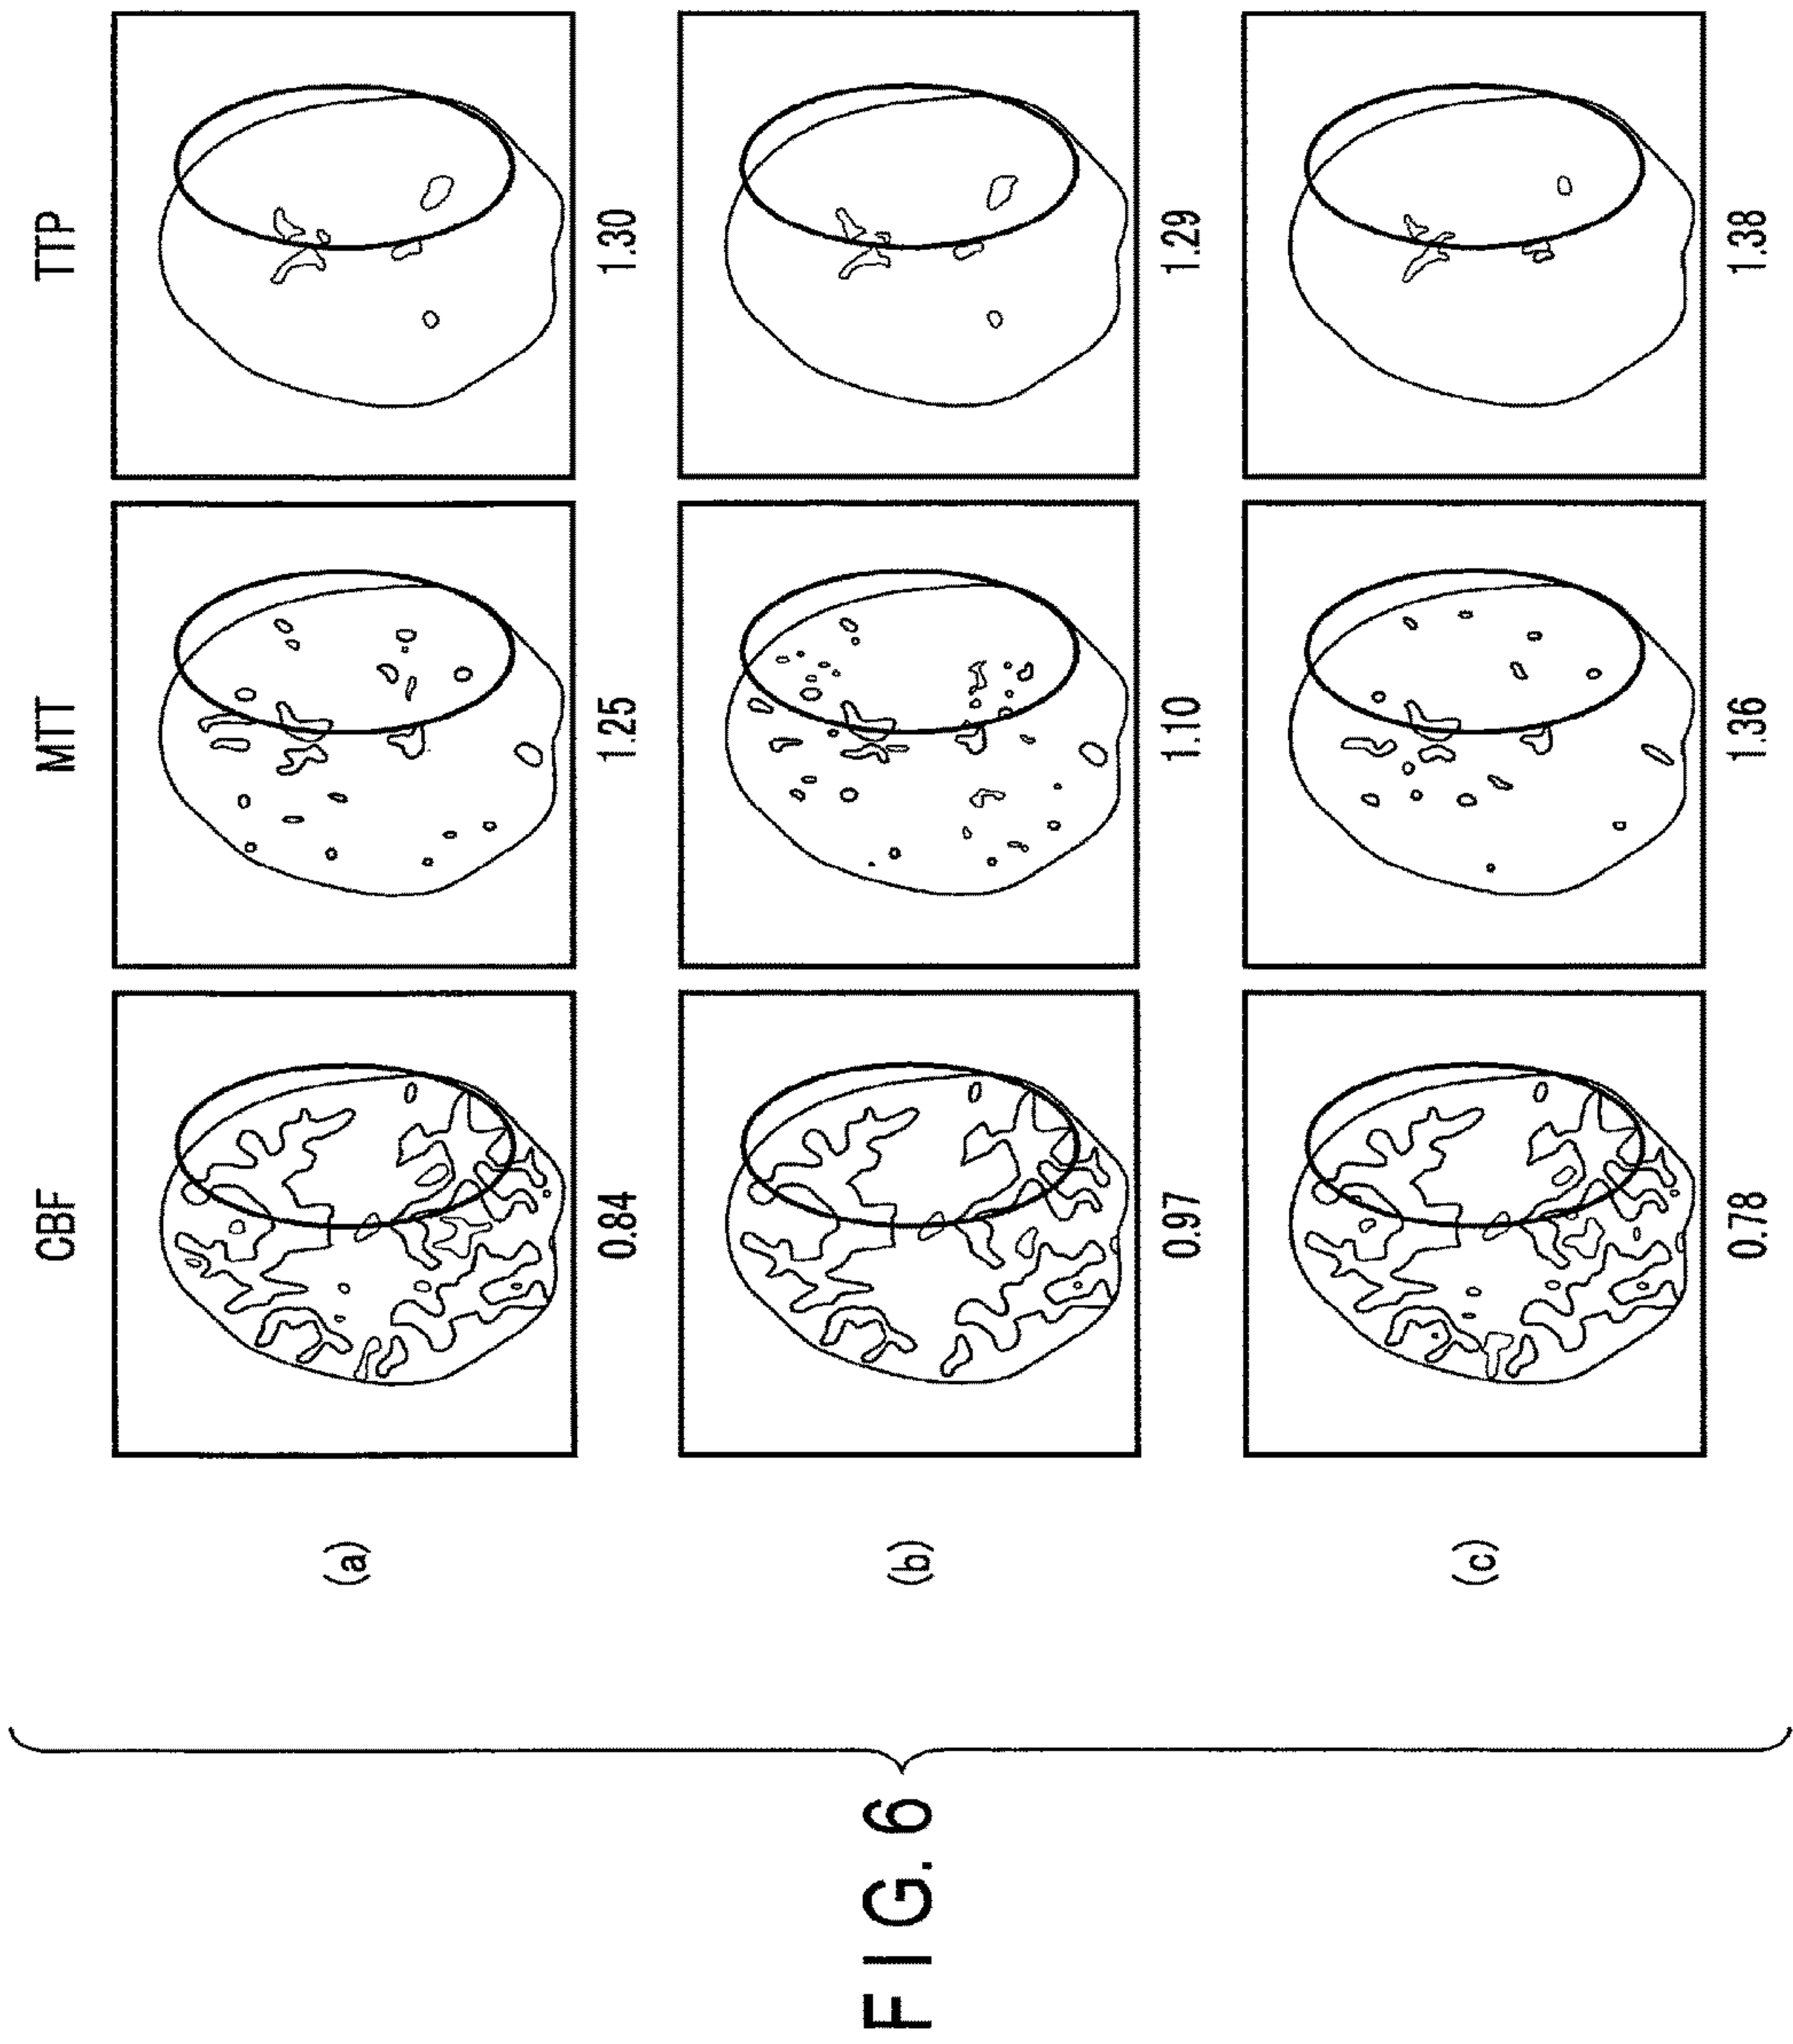 FIG. 6
CBF MTT TTP
(a)
0.84 1.25 1.30
(b)
0.97 1.10 1.29
(c)
0.78 1.36 1.38